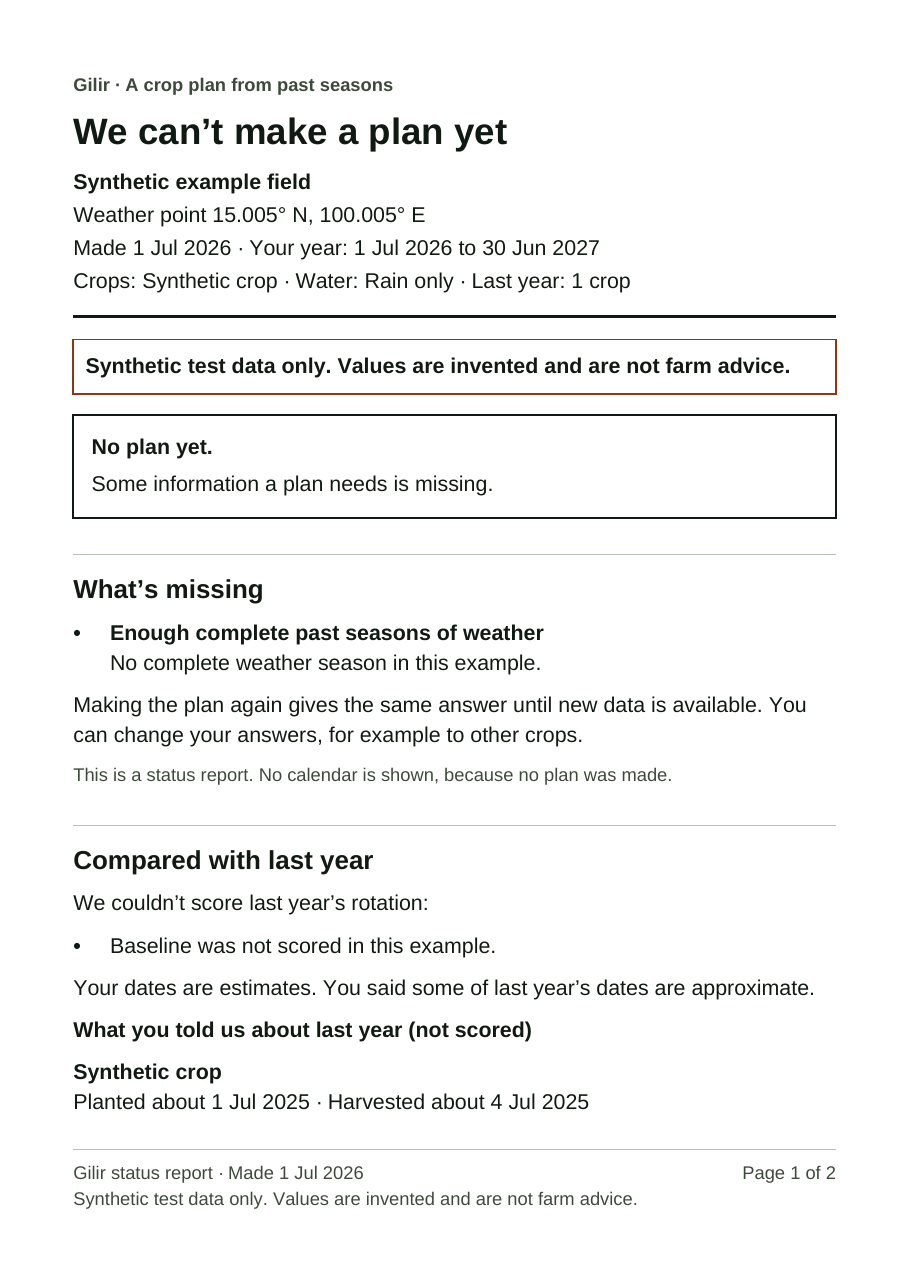 Gilir · A crop plan from past seasons
We can’t make a plan yet
Synthetic example field
Weather point 15.005° N, 100.005° E
Made 1 Jul 2026 · Your year: 1 Jul 2026 to 30 Jun 2027
Crops: Synthetic crop · Water: Rain only · Last year: 1 crop
Synthetic test data only. Values are invented and are not farm advice.
No plan yet.
Some information a plan needs is missing.
What’s missing
• Enough complete past seasons of weather
No complete weather season in this example.
Making the plan again gives the same answer until new data is available. You
can change your answers, for example to other crops.
This is a status report. No calendar is shown, because no plan was made.
Compared with last year
We couldn’t score last year’s rotation:
• Baseline was not scored in this example.
Your dates are estimates. You said some of last year’s dates are approximate.
What you told us about last year (not scored)
Synthetic crop
Planted about 1 Jul 2025 · Harvested about 4 Jul 2025
Gilir status report · Made 1 Jul 2026 Page 1 of 2
Synthetic test data only. Values are invented and are not farm advice.